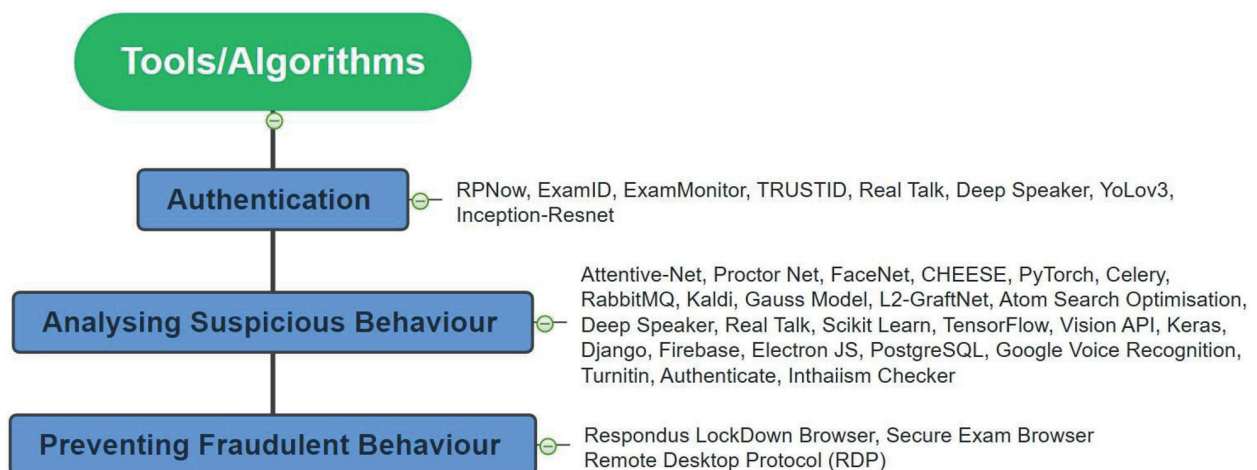 Tools/Algorithms
Authentication
RPNow, ExamID, ExamMonitor, TRUSTID, Real Talk, Deep Speaker, YoLov3,
Inception-Resnet
Analysing Suspicious Behaviour
Attentive-Net, Proctor Net, FaceNet, CHEESE, PyTorch, Celery,
RabbitMQ, Kaldi, Gauss Model, L2-GraftNet, Atom Search Optimisation,
Deep Speaker, Real Talk, Scikit Learn, TensorFlow, Vision API, Keras,
Django, Firebase, Electron JS, PostgreSQL, Google Voice Recognition,
Turnitin, Authenticate, Inthaiism Checker
Preventing Fraudulent Behaviour
Respondus LockDown Browser, Secure Exam Browser
Remote Desktop Protocol (RDP)